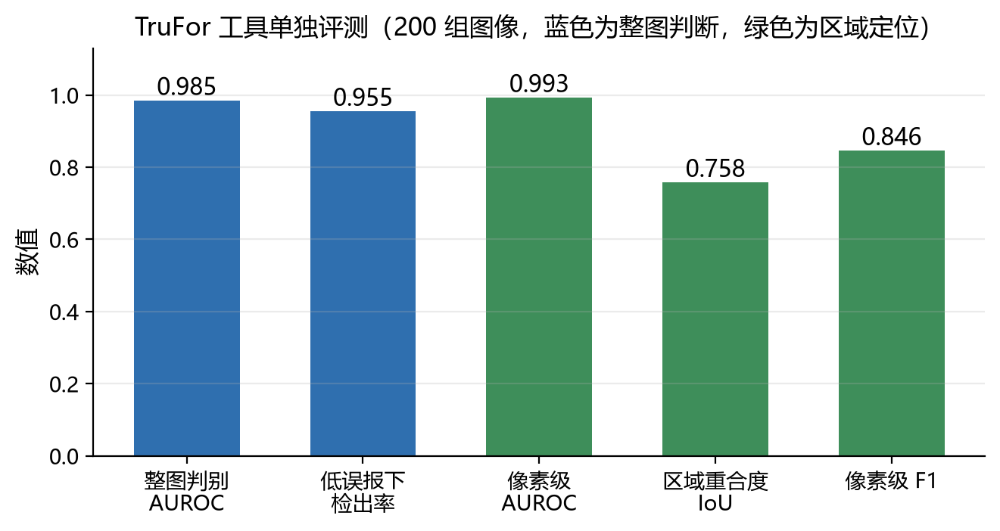 TruFor 工具单独评测（200 组图像，蓝色为整图判断，绿色为区域定位）
数值
1.0
0.8
0.6
0.4
0.2
0.0
0.985
0.955
0.993
0.758
0.846
整图判别
AUROC
低误报下
检出率
像素级
AUROC
区域重合度
IoU
像素级 F1